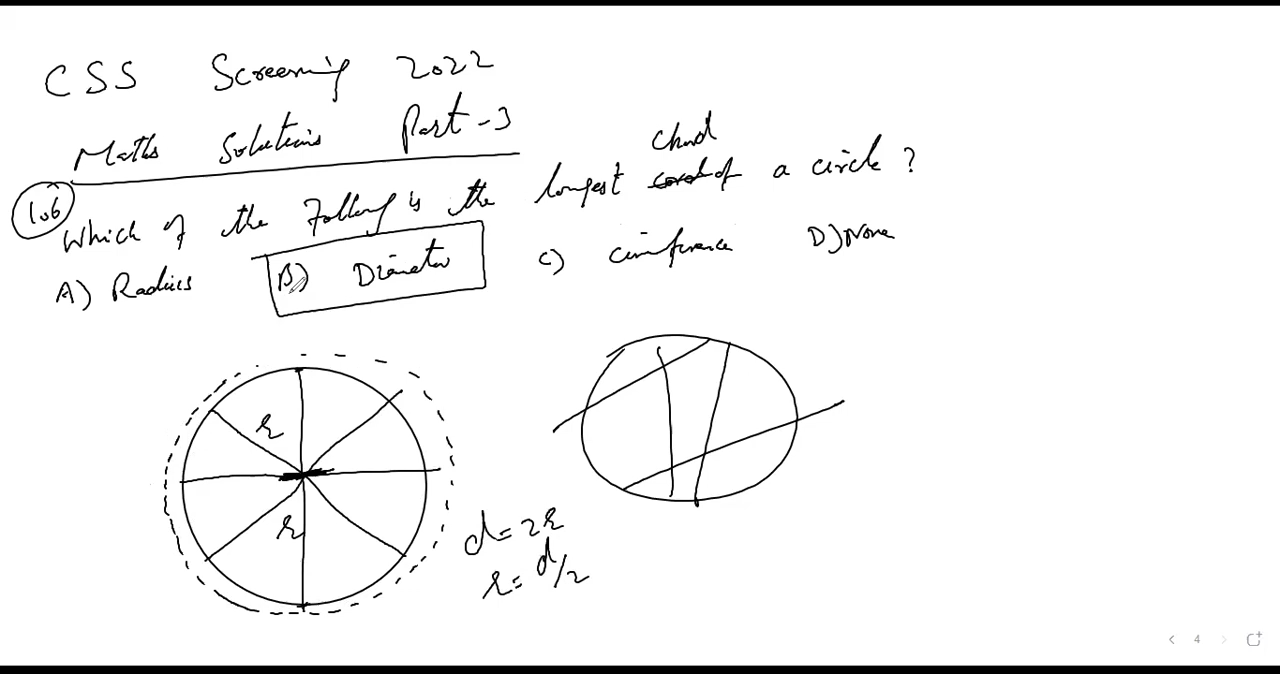 CSS Screening 2022
Maths Solutions Part-3
106 Which of the Following is the longest chord of a circle?
A) Radius B) Diameter C) circumference D) None
r
r
d=2r
r=d/2
4